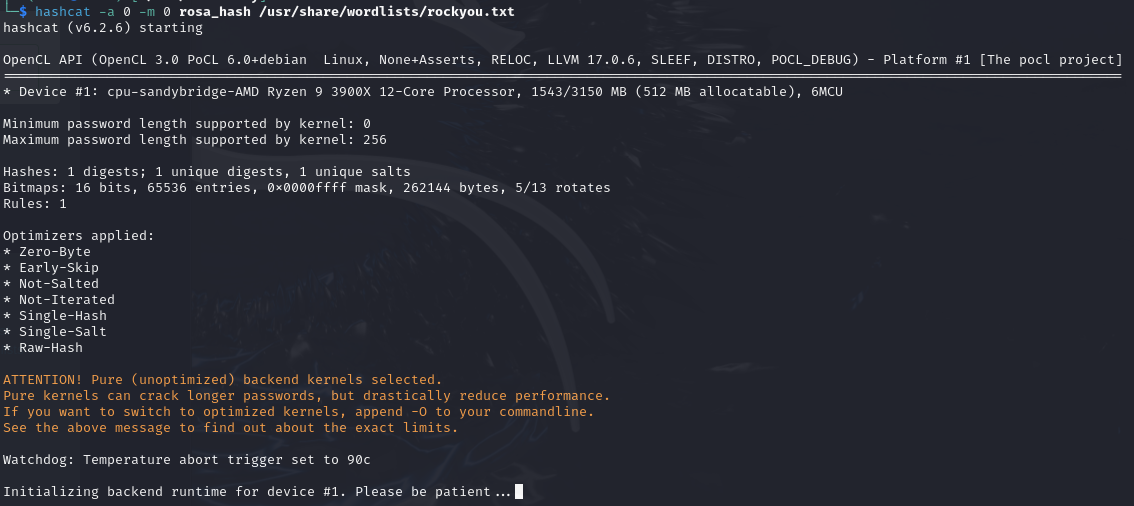 └─$ hashcat -a 0 -m 0 rosa_hash /usr/share/wordlists/rockyou.txt
hashcat (v6.2.6) starting
OpenCL API (OpenCL 3.0 PoCL 6.0+debian  Linux, None+Asserts, RELOC, LLVM 17.0.6, SLEEF, DISTRO, POCL_DEBUG) - Platform #1 [The pocl project]
============================================================================================================================================
* Device #1: cpu-sandybridge-AMD Ryzen 9 3900X 12-Core Processor, 1543/3150 MB (512 MB allocatable), 6MCU
Minimum password length supported by kernel: 0
Maximum password length supported by kernel: 256
Hashes: 1 digests; 1 unique digests, 1 unique salts
Bitmaps: 16 bits, 65536 entries, 0x0000ffff mask, 262144 bytes, 5/13 rotates
Rules: 1
Optimizers applied:
* Zero-Byte
* Early-Skip
* Not-Salted
* Not-Iterated
* Single-Hash
* Single-Salt
* Raw-Hash
ATTENTION! Pure (unoptimized) backend kernels selected.
Pure kernels can crack longer passwords, but drastically reduce performance.
If you want to switch to optimized kernels, append -O to your commandline.
See the above message to find out about the exact limits.
Watchdog: Temperature abort trigger set to 90c
Initializing backend runtime for device #1. Please be patient...